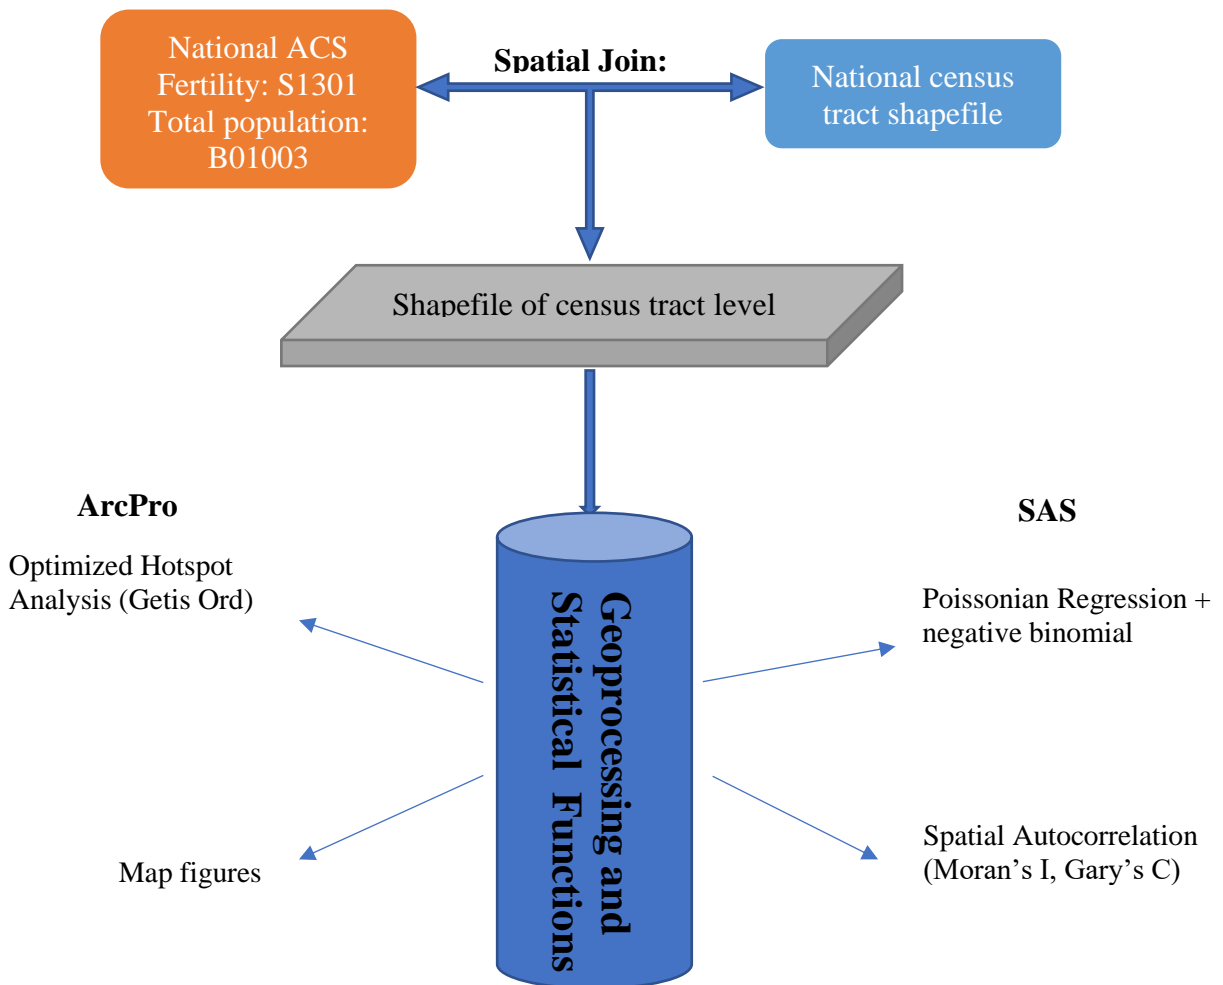 National ACS
Fertility: S1301
Total population:
B01003
Spatial Join:
National census
tract shapefile
Shapefile of census tract level
ArcPro
Optimized Hotspot
Analysis (Getis Ord)
Map figures
Geoprocessing and
Statistical Functions
SAS
Poissonian Regression +
negative binomial
Spatial Autocorrelation
(Moran’s I, Gary’s C)